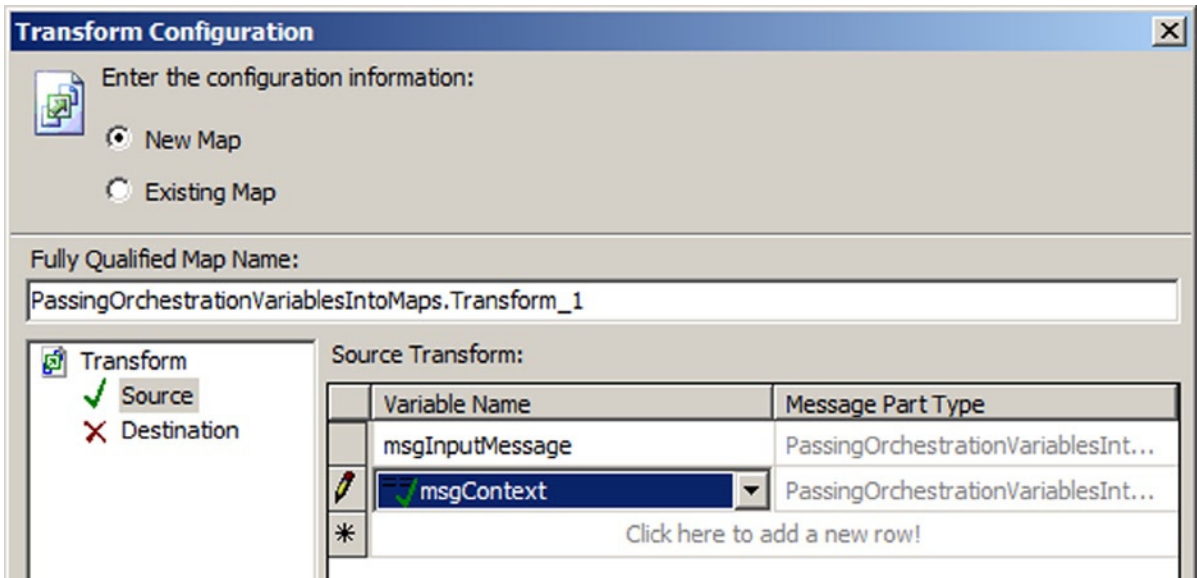 Transform Configuration
Enter the configuration information:
New Map
Existing Map
Fully Qualified Map Name:
PassingOrchestrationVariablesIntoMaps.Transform_1
Transform
Source
Destination
Source Transform:
Variable Name Message Part Type
msgInputMessage PassingOrchestrationVariablesInt...
msgContext PassingOrchestrationVariablesInt...
Click here to add a new row!